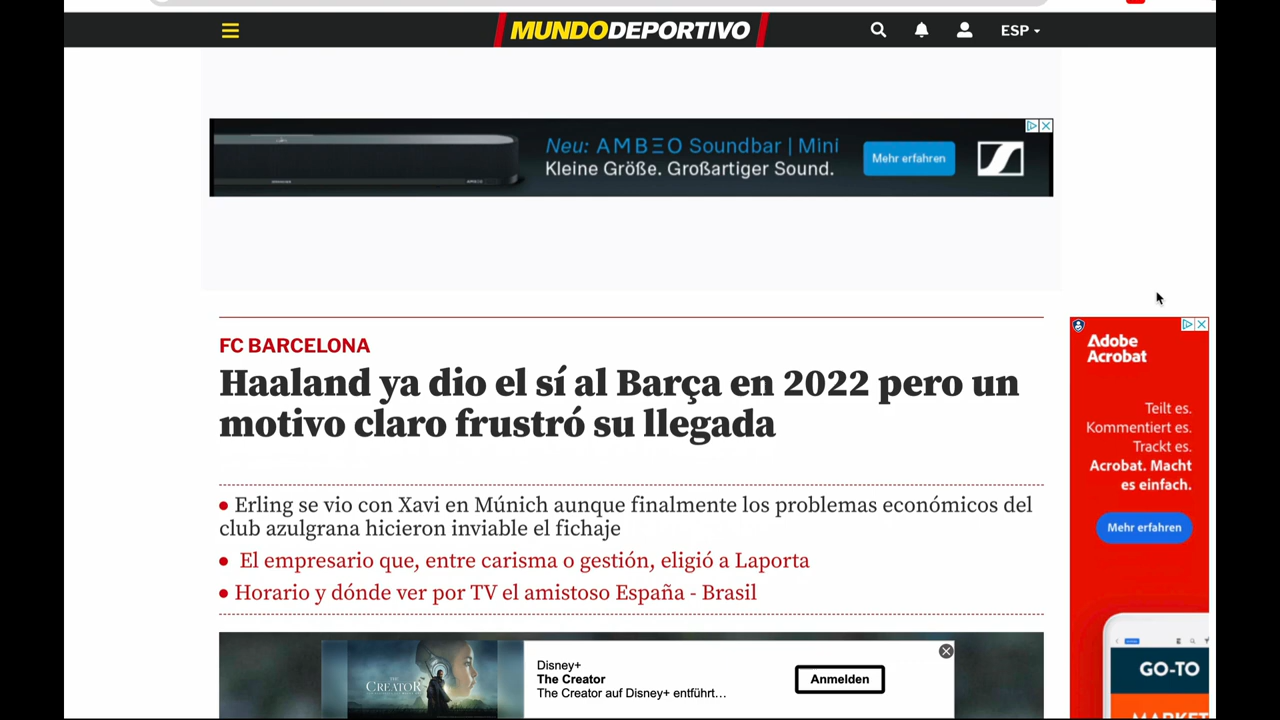 MUNDODEPORTIVO
ESP
Neu: AMBEO Soundbar | Mini
Kleine Größe. Großartiger Sound.
Mehr erfahren
FC BARCELONA
Haaland ya dio el sí al Barça en 2022 pero un
motivo claro frustró su llegada
Erling se vio con Xavi en Múnich aunque finalmente los problemas económicos del
club azulgrana hicieron inviable el fichaje
El empresario que, entre carisma o gestión, eligió a Laporta
Horario y dónde ver por TV el amistoso España - Brasil
Adobe
Acrobat
Teilt es.
Kommentiert es.
Trackt es.
Acrobat. Macht
es einfach.
Mehr erfahren
GO-TO
MARKET
THE CREATOR
Disney+
The Creator
The Creator auf Disney+ entführt…
Anmelden